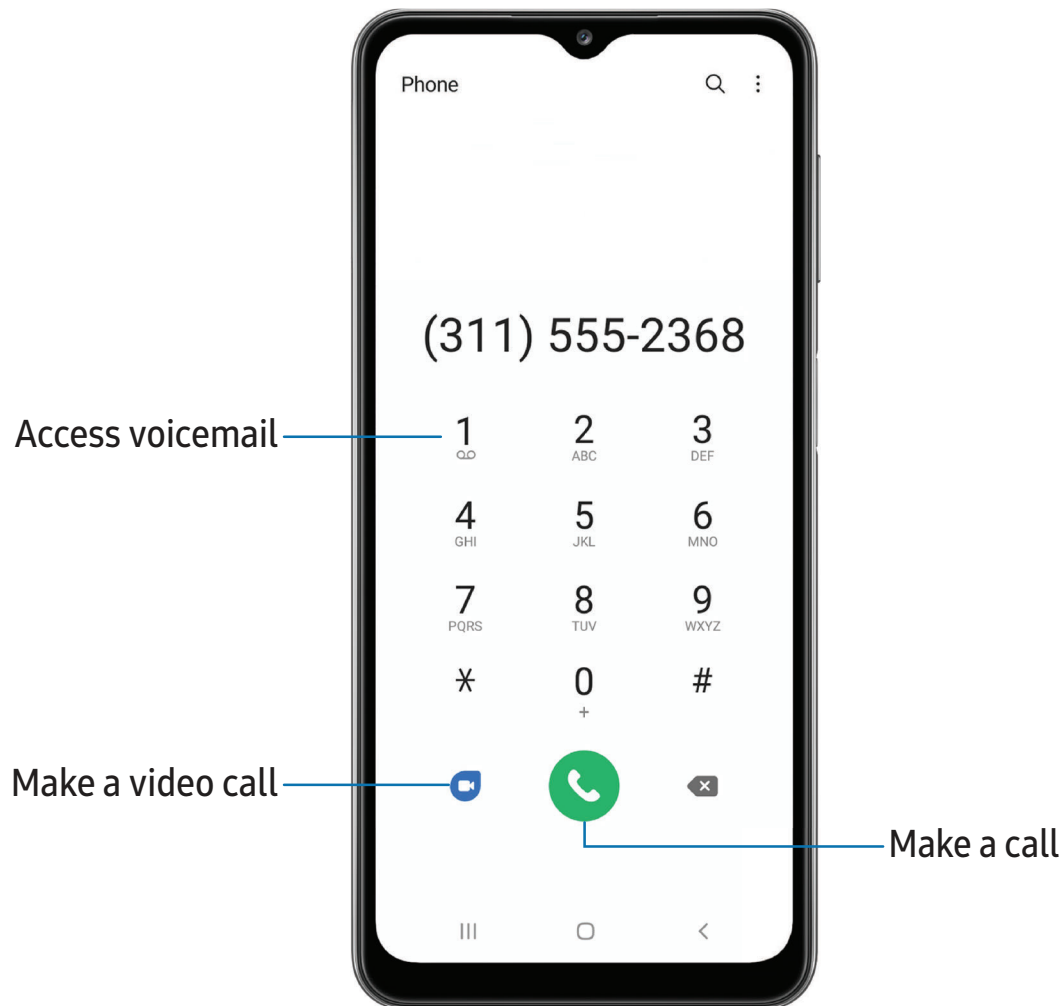 Phone
(311) 555-2368
Access voicemail
1 2 3
ABC DEF
4 5 6
GHI JKL MNO
7 8 9
PQRS TUV WXYZ
* 0 #
+
Make a video call
Make a call